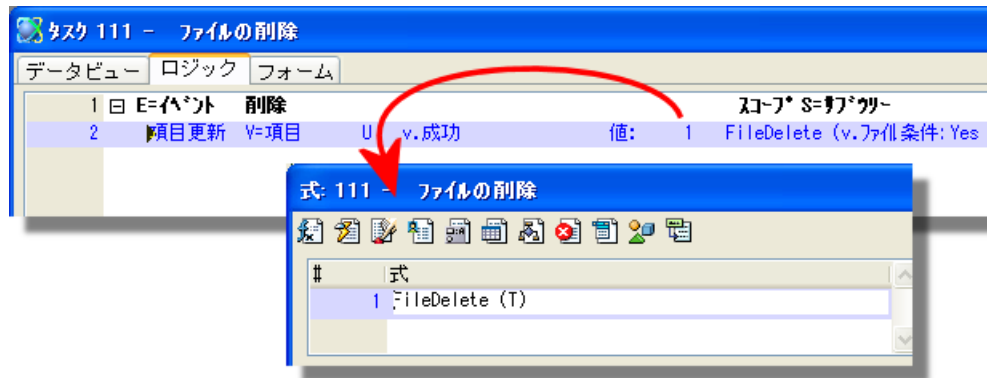 ﾀｽｸ 111 - ﾌｧｲﾙの削除
データビュー ロジック フォーム
1 E=ｲﾍﾞﾝﾄ 削除 ｽｺｰﾌﾟ S=ｻﾌﾞﾂﾘｰ
2 項目更新 V=項目 U v.成功 値: 1 FileDelete (v.ﾌｧｲﾙ 条件: Yes
式: 111 - ﾌｧｲﾙの削除
# 式
1 FileDelete (T)